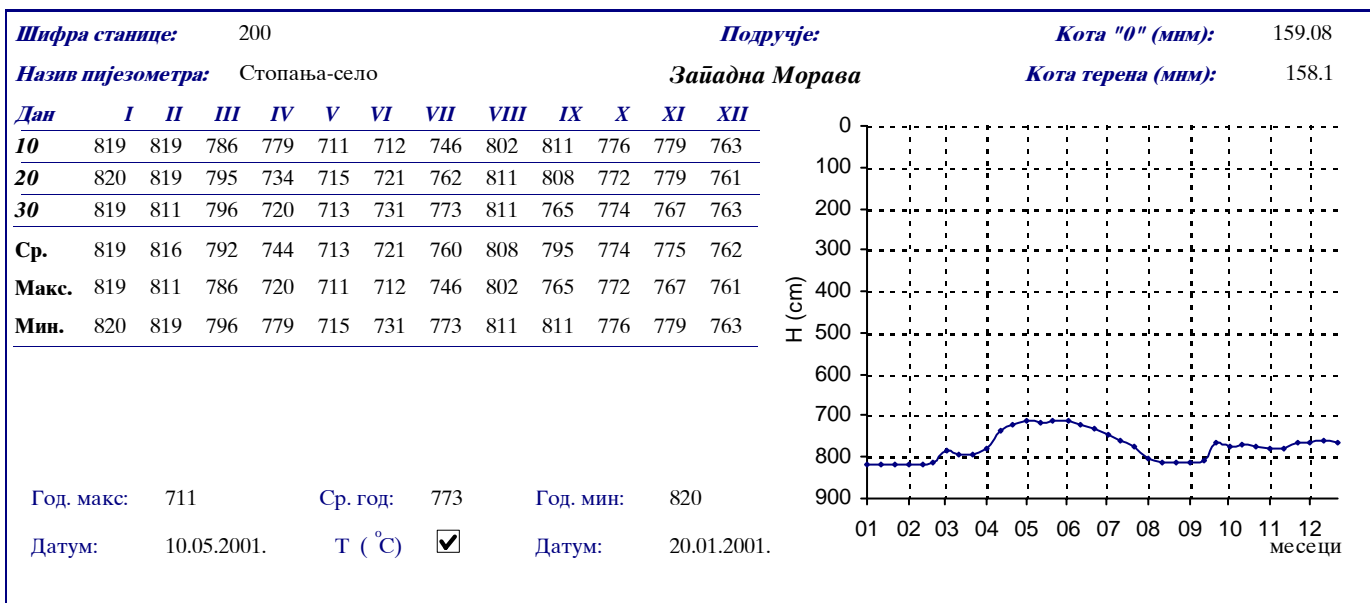 Шифра станице: 200 Подручје: Кота "0" (мнм): 159.08
Назив пијезометра: Стопања-село Западна Морава Кота терена (мнм): 158.1
Дан I II III IV V VI VII VIII IX X XI XII
10 819 819 786 779 711 712 746 802 811 776 779 763
20 820 819 795 734 715 721 762 811 808 772 779 761
30 819 811 796 720 713 731 773 811 765 774 767 763
Ср. 819 816 792 744 713 721 760 808 795 774 775 762
Макс. 819 811 786 720 711 712 746 802 765 772 767 761
Мин. 820 819 796 779 715 731 773 811 811 776 779 763
0
100
200
300
400
500
600
700
800
900
H (cm)
01 02 03 04 05 06 07 08 09 10 11 12
месеци
Год. макс: 711 Ср. год: 773 Год. мин: 820
Датум: 10.05.2001. Т (°C) Датум: 20.01.2001.